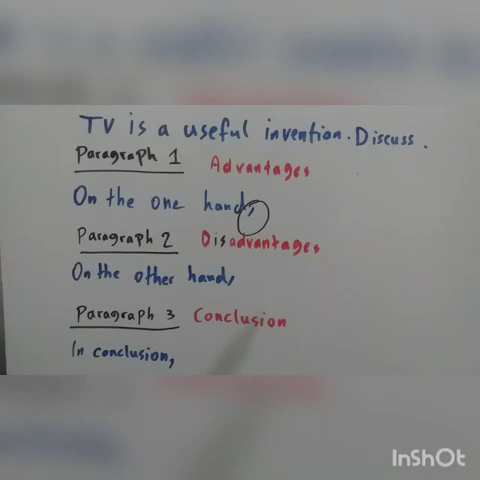 TV is a useful invention. Discuss.
Paragraph 1 Advantages
On the one hand,
Paragraph 2 Disadvantages
On the other hand,
Paragraph 3 Conclusion
In conclusion,
InShOt